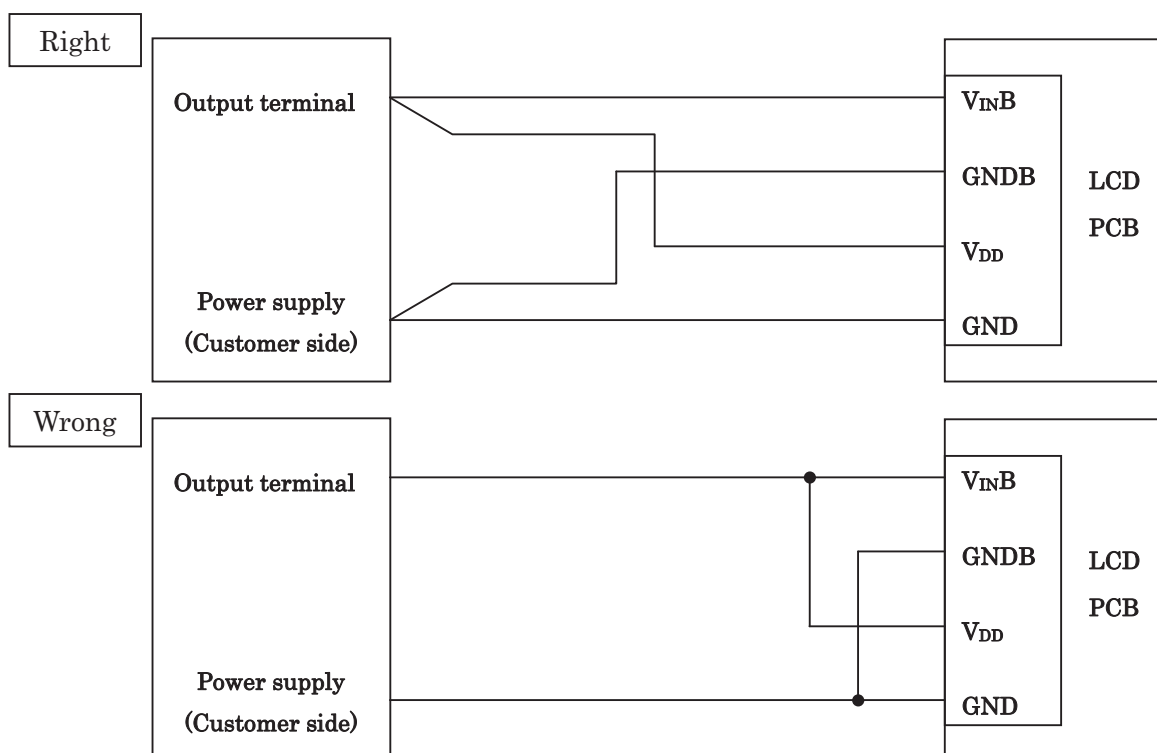 Right
Output terminal
Power supply
(Customer side)
VINB
GNDB
VDD
GND
LCD
PCB
Wrong
Output terminal
Power supply
(Customer side)
VINB
GNDB
VDD
GND
LCD
PCB